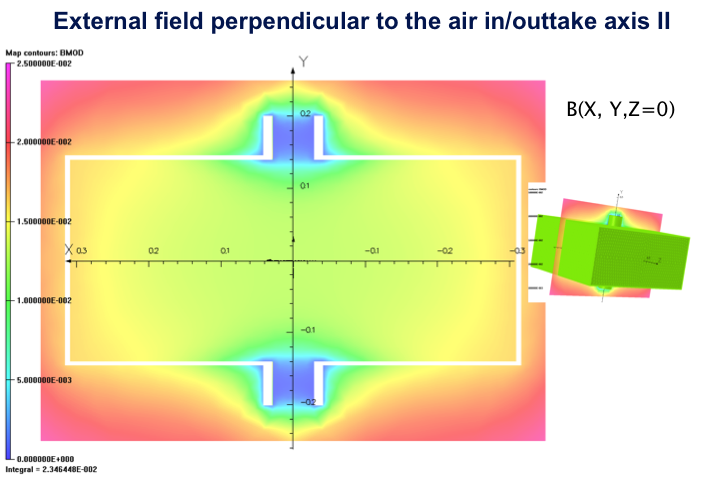 External field perpendicular to the air in/outtake axis II
Map contours: BMOD
2.500000E-002
2.000000E-002
1.500000E-002
1.000000E-002
5.000000E-003
0.000000E+000
Integral = 2.346448E-002
Y
0.2
0.1
X 0.3 0.2 0.1 -0.1 -0.2 -0.3
-0.1
-0.2
B(X, Y,Z=0)